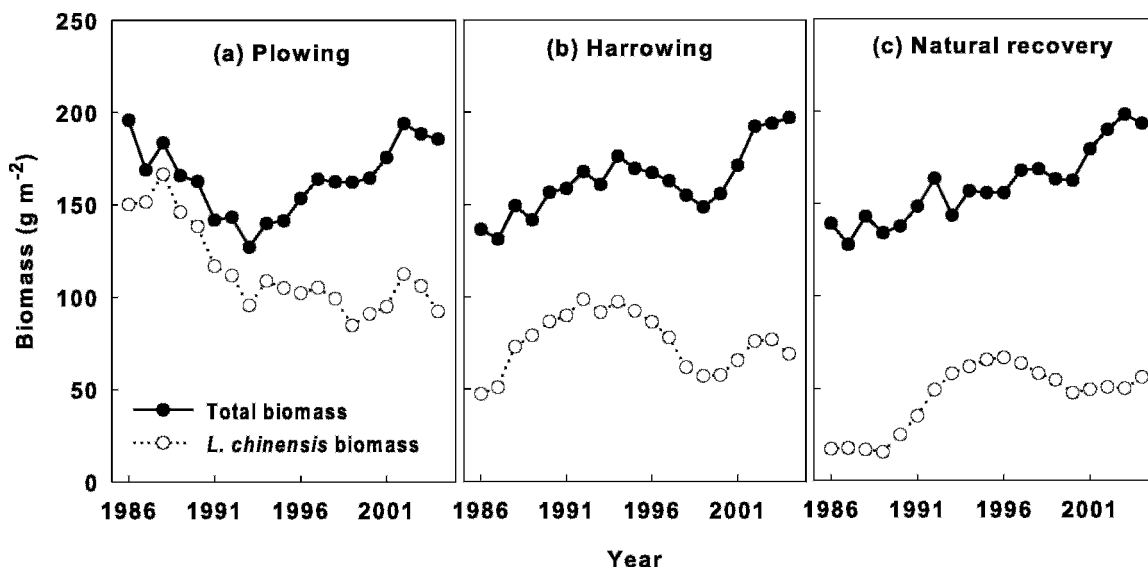 250
200
150
100
50
0
Biomass (g m-2)
(a) Plowing
(b) Harrowing
(c) Natural recovery
Total biomass
L. chinensis biomass
1986 1991 1996 2001
1986 1991 1996 2001
1986 1991 1996 2001
Year